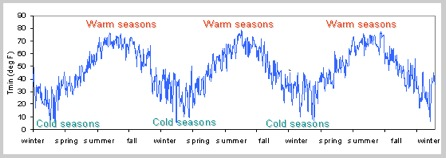 Warm seasons Warm seasons Warm seasons
90
80
70
60
50
40
30
20
10
0
Tmin (deg F)
Cold seasons Cold seasons Cold seasons
winter spring summer fall winter spring summer fall winter spring summer fall winter